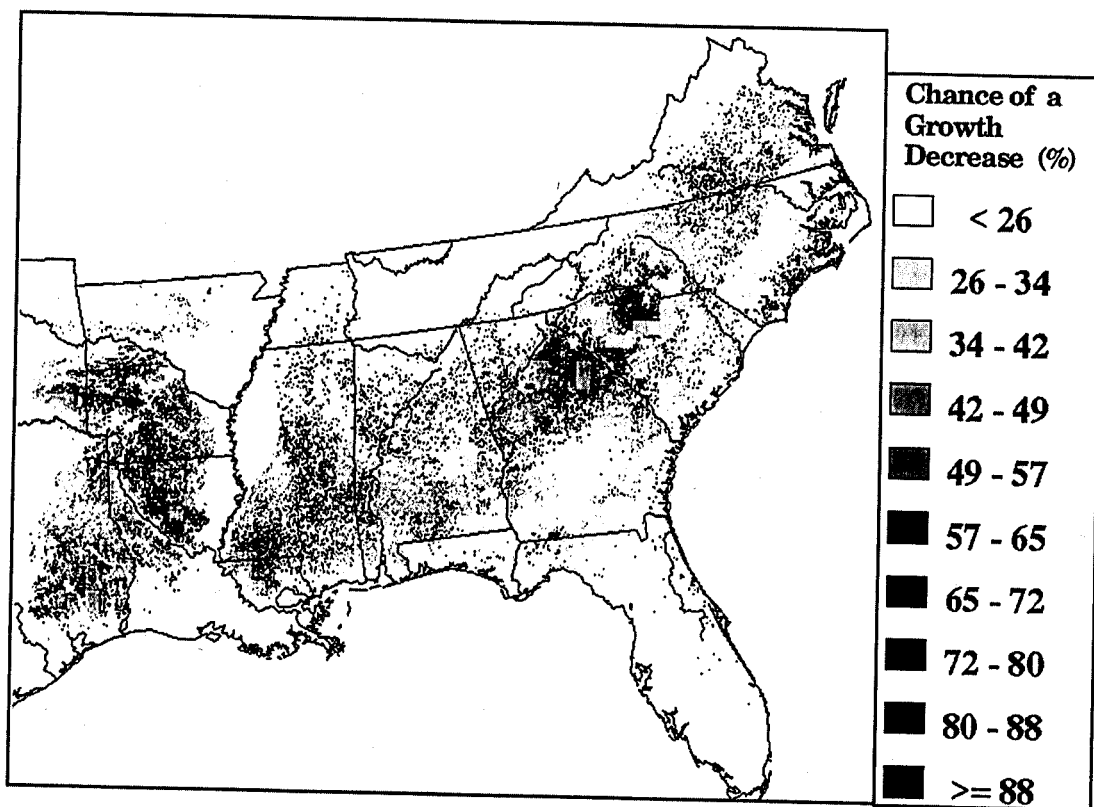 Chance of a
Growth
Decrease (%)
< 26
26 - 34
34 - 42
42 - 49
49 - 57
57 - 65
65 - 72
72 - 80
80 - 88
>= 88